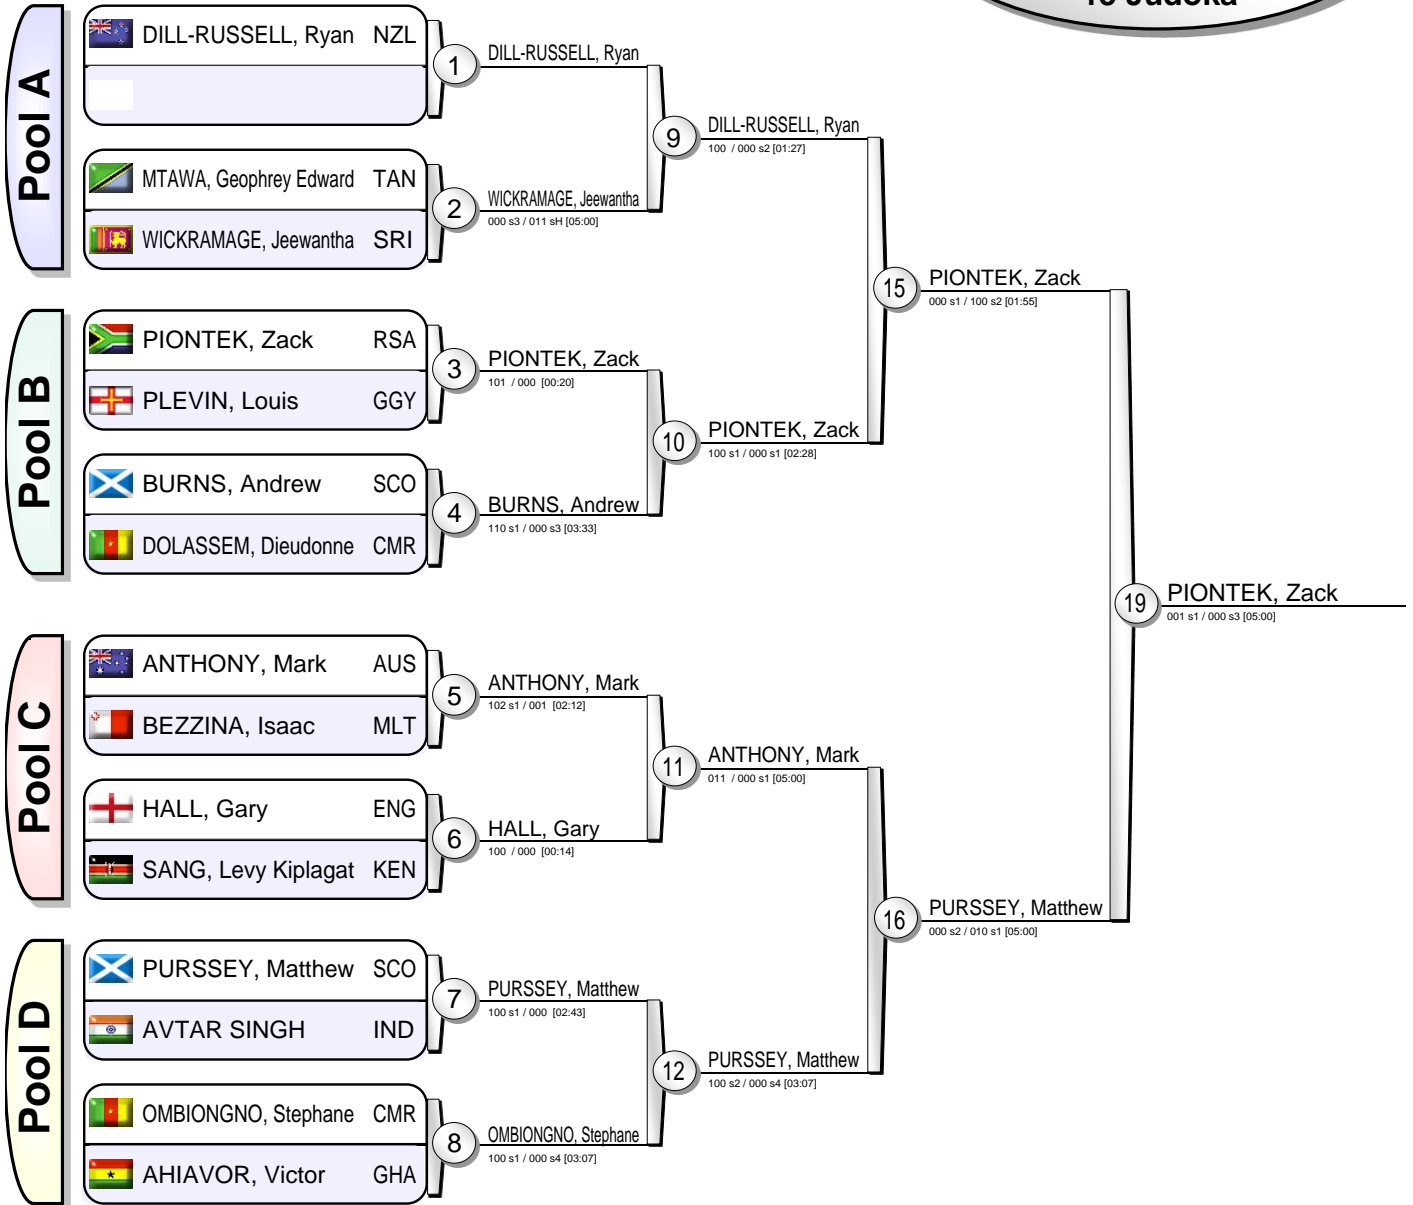 15 Judoka
Pool A
DILL-RUSSELL, Ryan NZL
MTAWA, Geophrey Edward TAN
WICKRAMAGE, Jeewantha SRI
Pool B
PIONTEK, Zack RSA
PLEVIN, Louis GGY
BURNS, Andrew SCO
DOLASSEM, Dieudonne CMR
Pool C
ANTHONY, Mark AUS
BEZZINA, Isaac MLT
HALL, Gary ENG
SANG, Levy Kiplagat KEN
Pool D
PURSSEY, Matthew SCO
AVTAR SINGH IND
OMBIONGNO, Stephane CMR
AHIAVOR, Victor GHA
1
DILL-RUSSELL, Ryan
2
WICKRAMAGE, Jeewantha
000 s3 / 011 sH [05:00]
3
PIONTEK, Zack
101 / 000 [00:20]
4
BURNS, Andrew
110 s1 / 000 s3 [03:33]
5
ANTHONY, Mark
102 s1 / 001 [02:12]
6
HALL, Gary
100 / 000 [00:14]
7
PURSSEY, Matthew
100 s1 / 000 [02:43]
8
OMBIONGNO, Stephane
100 s1 / 000 s4 [03:07]
9
DILL-RUSSELL, Ryan
100 / 000 s2 [01:27]
10
PIONTEK, Zack
100 s1 / 000 s1 [02:28]
11
ANTHONY, Mark
011 / 000 s1 [05:00]
12
PURSSEY, Matthew
100 s2 / 000 s4 [03:07]
15
PIONTEK, Zack
000 s1 / 100 s2 [01:55]
16
PURSSEY, Matthew
000 s2 / 010 s1 [05:00]
19
PIONTEK, Zack
001 s1 / 000 s3 [05:00]